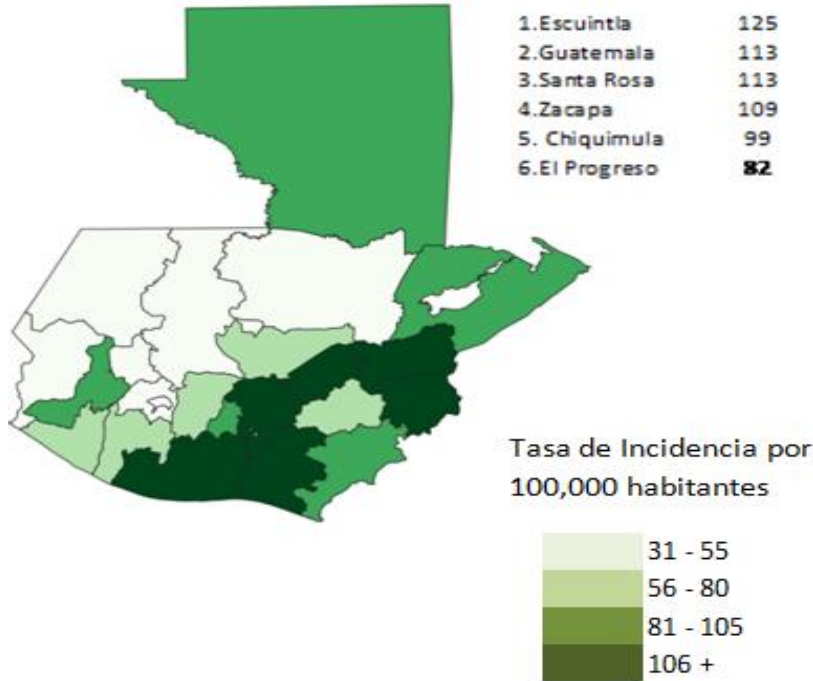 1.Escuintla 125
2.Guatemala 113
3.Santa Rosa 113
4.Zacapa 109
5. Chiquimula 99
6.El Progreso 82
Tasa de Incidencia por
100,000 habitantes
31 - 55
56 - 80
81 - 105
106 +